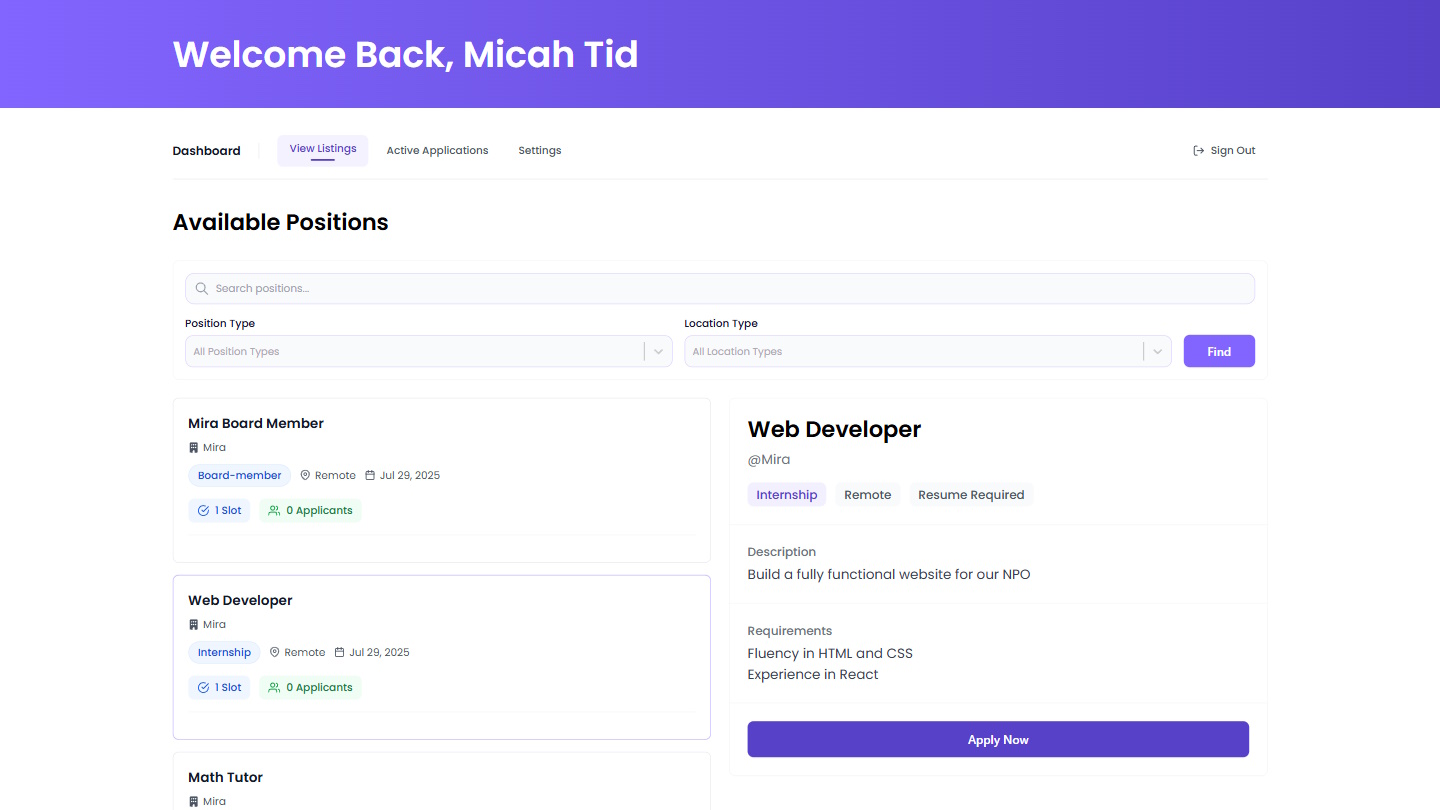 Welcome Back, Micah Tid
Dashboard
View Listings
Active Applications
Settings
Sign Out
Available Positions
Search positions...
Position Type
Location Type
All Position Types
All Location Types
Find
Mira Board Member
Mira
Board-member
Remote
Jul 29, 2025
1 Slot
0 Applicants
Web Developer
Mira
Internship
Remote
Jul 29, 2025
1 Slot
0 Applicants
Math Tutor
Mira
Web Developer
@Mira
Internship
Remote
Resume Required
Description
Build a fully functional website for our NPO
Requirements
Fluency in HTML and CSS
Experience in React
Apply Now